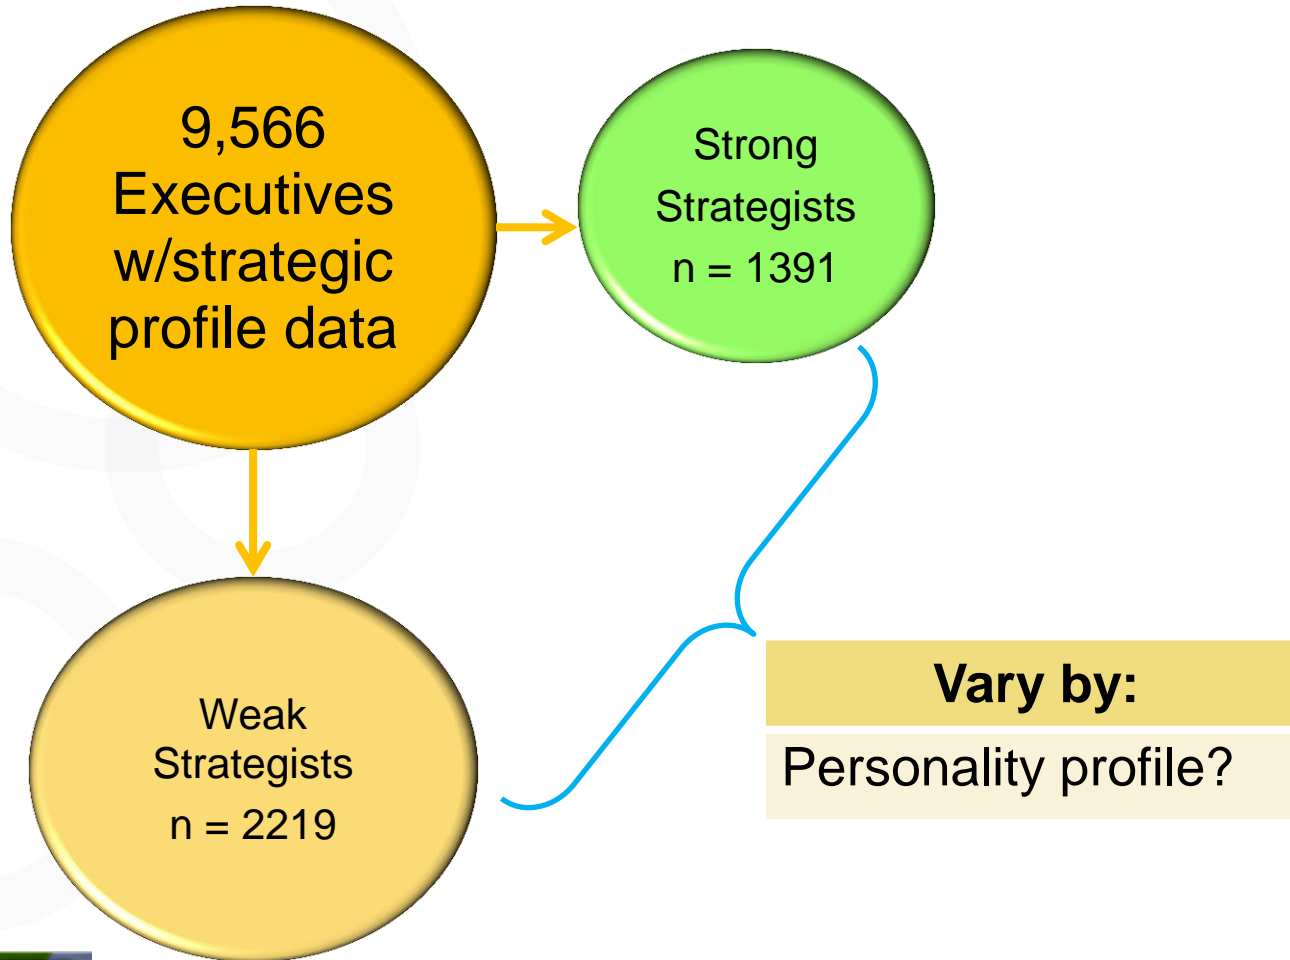 9,566
Executives
w/strategic
profile data
Strong
Strategists
n = 1391
Weak
Strategists
n = 2219
Vary by:
Personality profile?